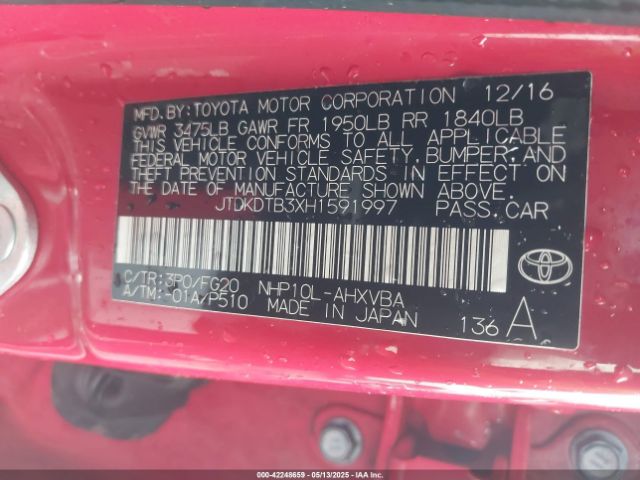 MFD.BY: TOYOTA MOTOR CORPORATION 12/16
GVWR 3475LB GAWR FR 1950LB RR 1840LB
THIS VEHICLE CONFORMS TO ALL APPLICABLE
FEDERAL MOTOR VEHICLE SAFETY, BUMPER, AND
THEFT PREVENTION STANDARDS IN EFFECT ON
THE DATE OF MANUFACTURE SHOWN ABOVE.
JTDKDTB3XH1591997 PASS.CAR
C/TR:3P0/FG20 NHP10L-AHXVBA
A/TM:-01A/P510 MADE IN JAPAN 136 A
000-42248659 - 05/13/2025 - IAAI.COM